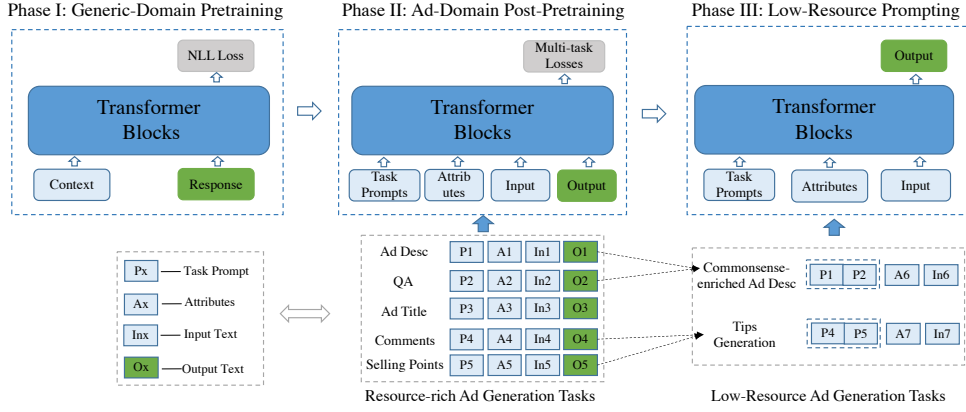 Phase I: Generic-Domain Pretraining
NLL Loss
Transformer
Blocks
Context
Response
Phase II: Ad-Domain Post-Pretraining
Multi-task
Losses
Transformer
Blocks
Task
Prompts
Attrib
utes
Input
Output
Phase III: Low-Resource Prompting
Output
Transformer
Blocks
Task
Prompts
Attributes
Input
Px Task Prompt
Ax Attributes
Inx Input Text
Ox Output Text
Ad Desc P1 A1 In1 O1
QA P2 A2 In2 O2
Ad Title P3 A3 In3 O3
Comments P4 A4 In4 O4
Selling Points P5 A5 In5 O5
Resource-rich Ad Generation Tasks
Commonsense-
enriched Ad Desc
P1 P2 A6 In6
Tips
Generation
P4 P5 A7 In7
Low-Resource Ad Generation Tasks